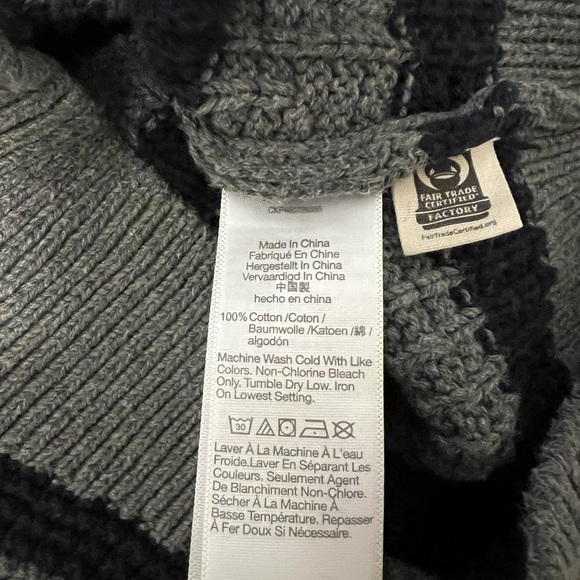 Made In China
Fabriqué En Chine
Hergestellt In China
Vervaardigd In China
中国製
hecho en china
100% Cotton /Coton /
Baumwolle /Katoen /綿 /
algodón
Machine Wash Cold With Like
Colors. Non-Chlorine Bleach
Only. Tumble Dry Low. Iron
On Lowest Setting.
30
Laver À La Machine À L'eau
Froide.Laver En Séparant Les
Couleurs. Seulement Agent
De Blanchiment Non-Chlore.
Sécher À La Machine À
Basse Température. Repasser
À Fer Doux Si Nécessaire.
FAIR TRADE
CERTIFIED
FACTORY
FairTradeCertified.org